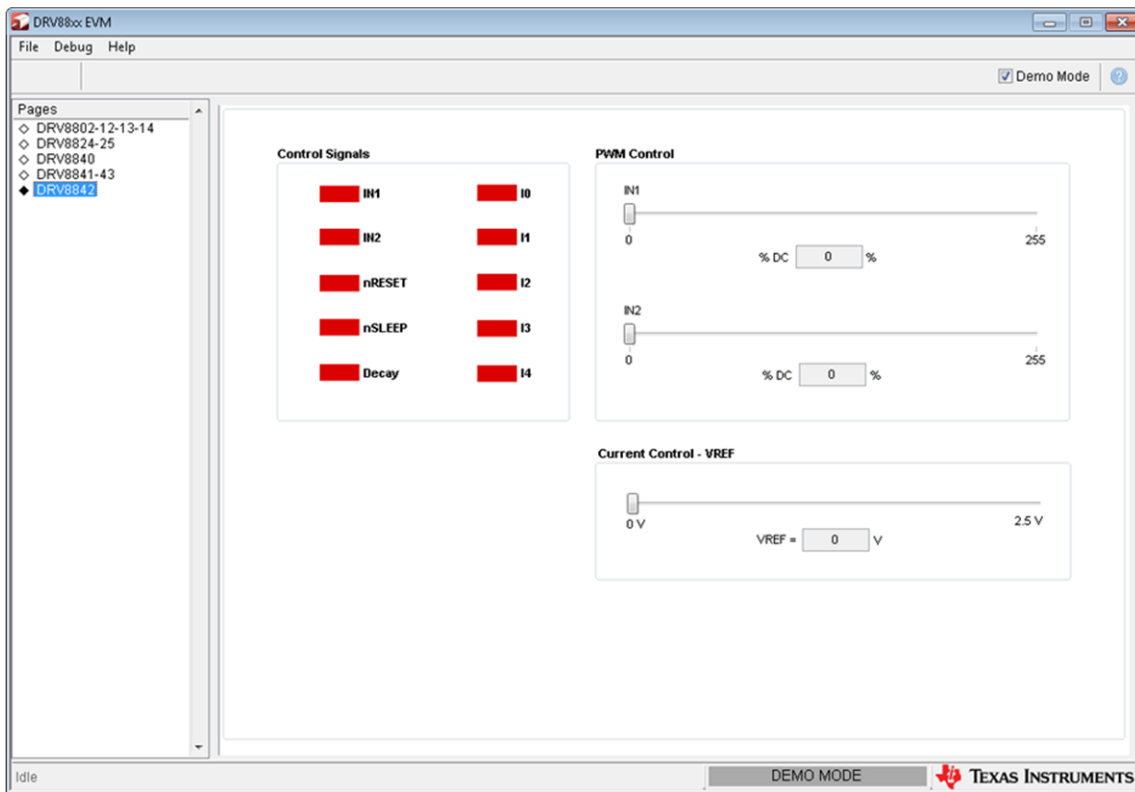 DRV88xx EVM
File Debug Help
Demo Mode
?
Pages
DRV8802-12-13-14
DRV8824-25
DRV8840
DRV8841-43
DRV8842
Control Signals
IN1 I0
IN2 I1
nRESET I2
nSLEEP I3
Decay I4
PWM Control
IN1
0 255
% DC 0 %
IN2
0 255
% DC 0 %
Current Control - VREF
0 V 2.5 V
VREF = 0 V
Idle DEMO MODE TEXAS INSTRUMENTS